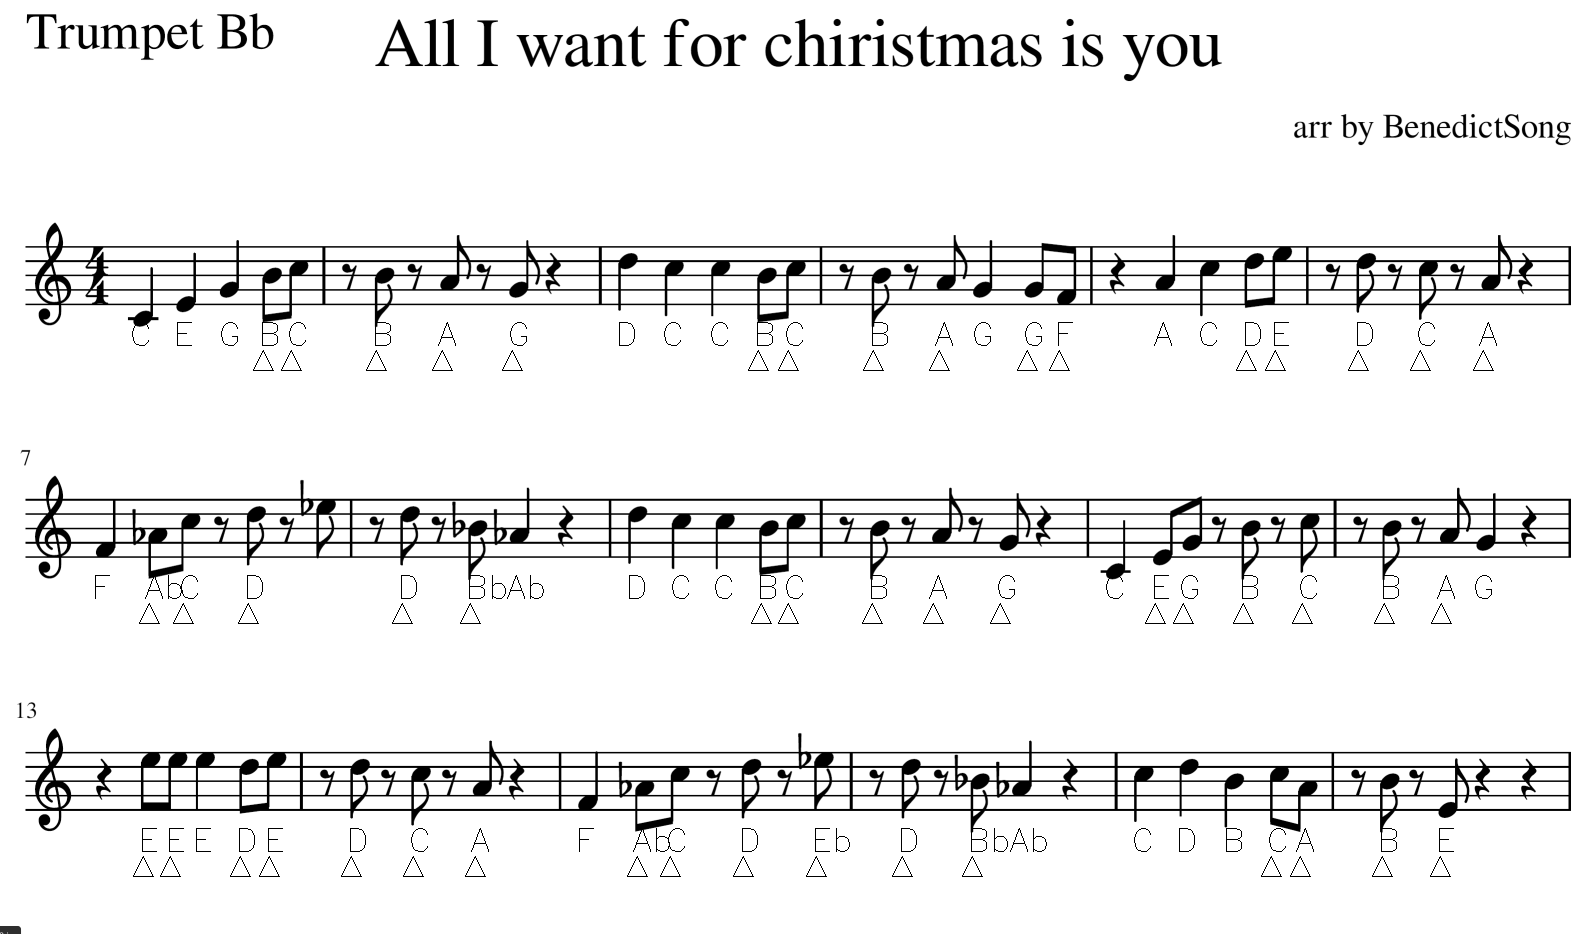 Trumpet Bb
All I want for chiristmas is you
arr by BenedictSong
4
4
C E G B C B A G D C C B C B A G G F A C D E D C A
△ △ △ △ △ △ △ △ △ △ △ △ △ △ △ △
7
F Ab C D D Bb Ab D C C B C B A G C E G B C B A G
△ △ △ △ △ △ △ △ △ △ △ △ △ △ △ △
13
E E E D E D C A F Ab C D Eb D Bb Ab C D B C A B E
△ △ △ △ △ △ △ △ △ △ △ △ △ △ △ △ △